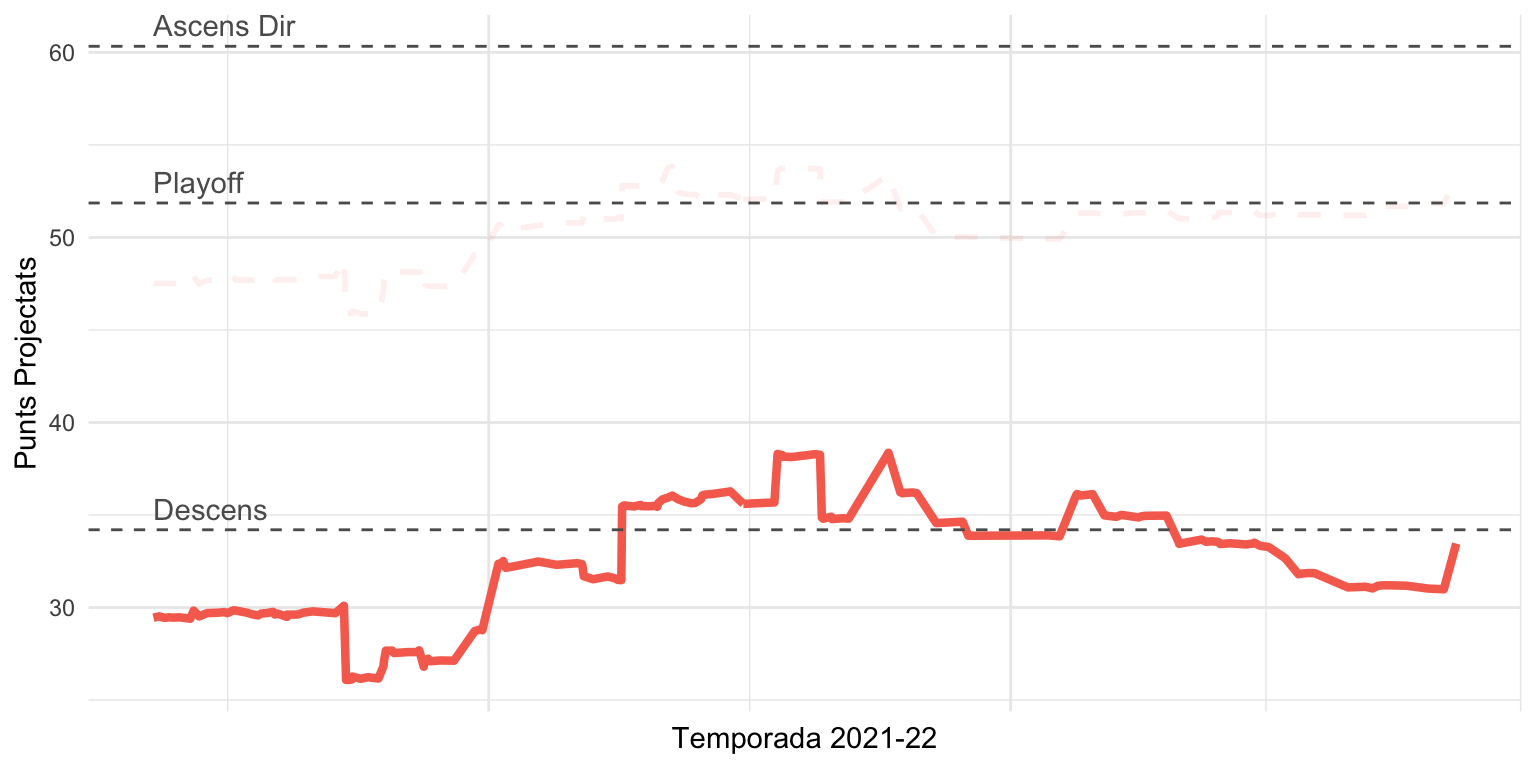 Ascens Dir
60
Playoff
50
40
Descens
30
Punts Projectats
Temporada 2021-22